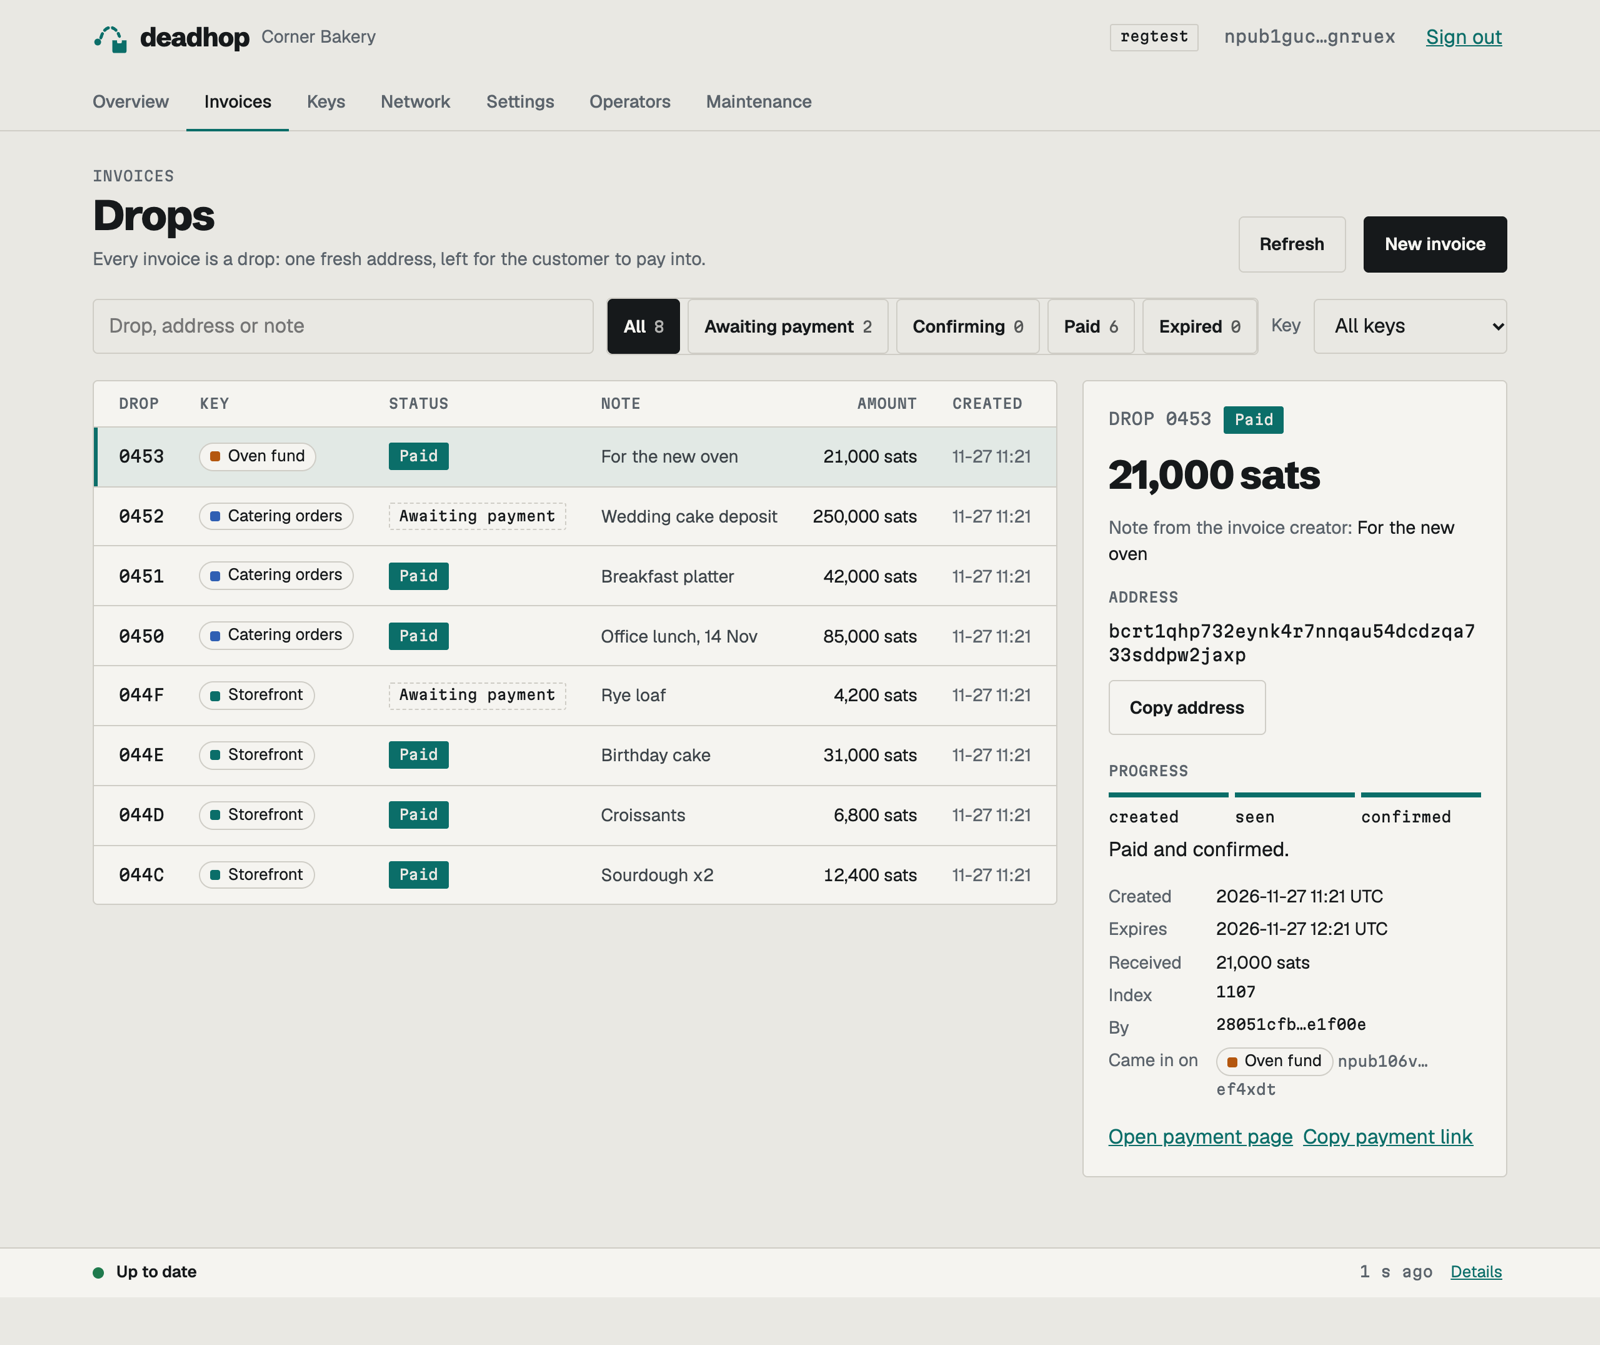 deadhop Corner Bakery
regtest npub1guc…gnruex Sign out
Overview Invoices Keys Network Settings Operators Maintenance
INVOICES
Drops
Every invoice is a drop: one fresh address, left for the customer to pay into.
Refresh New invoice
Drop, address or note
All 8 Awaiting payment 2 Confirming 0 Paid 6 Expired 0 Key All keys
DROP KEY STATUS NOTE AMOUNT CREATED
0453 Oven fund Paid For the new oven 21,000 sats 11-27 11:21
0452 Catering orders Awaiting payment Wedding cake deposit 250,000 sats 11-27 11:21
0451 Catering orders Paid Breakfast platter 42,000 sats 11-27 11:21
0450 Catering orders Paid Office lunch, 14 Nov 85,000 sats 11-27 11:21
044F Storefront Awaiting payment Rye loaf 4,200 sats 11-27 11:21
044E Storefront Paid Birthday cake 31,000 sats 11-27 11:21
044D Storefront Paid Croissants 6,800 sats 11-27 11:21
044C Storefront Paid Sourdough x2 12,400 sats 11-27 11:21
DROP 0453 Paid
21,000 sats
Note from the invoice creator: For the new
oven
ADDRESS
bcrt1qhp732eynk4r7nnqau54dcdzqa7
33sddpw2jaxp
Copy address
PROGRESS
created seen confirmed
Paid and confirmed.
Created 2026-11-27 11:21 UTC
Expires 2026-11-27 12:21 UTC
Received 21,000 sats
Index 1107
By 28051cfb…e1f00e
Came in on Oven fund npub106v…
ef4xdt
Open payment page Copy payment link
Up to date 1 s ago Details